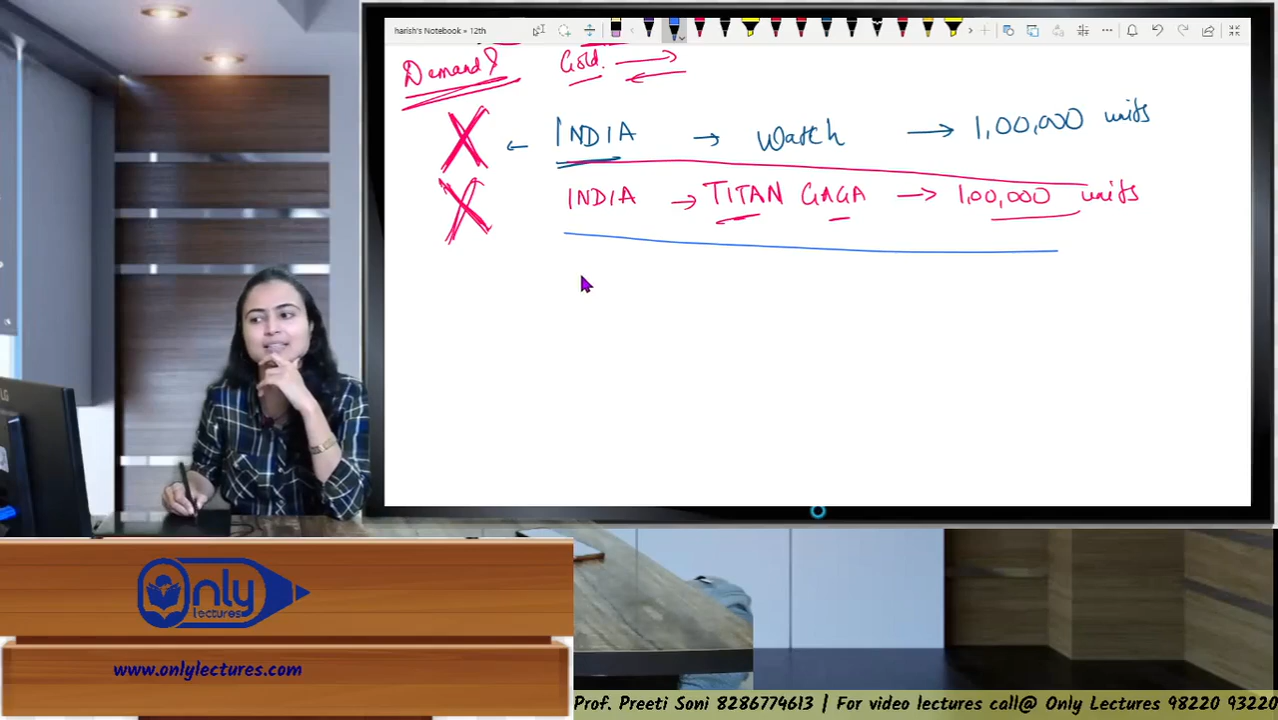 harish's Notebook » 12th
Demand & Gold. → ←
X ← INDIA → Watch → 1,00,000 units
X INDIA → TITAN GAGA → 1,00,000 units
LG
Only
lectures
www.onlylectures.com
Prof. Preeti Soni 8286774613 | For video lectures call@ Only Lectures 98220 93220